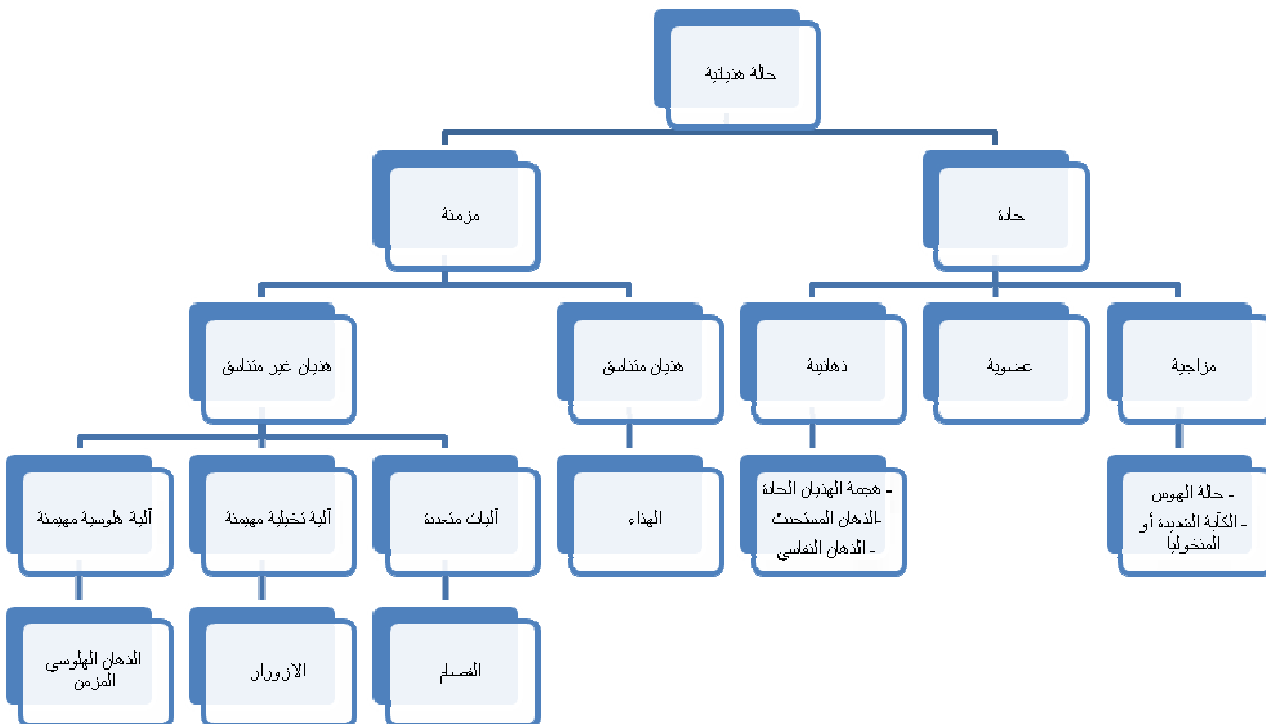 حالة هذيانية
حادة
مزمنة
مزاجية
عضوية
ذهانية
هذيان متناسق
هذيان غير متناسق
- حالة الهوس
- الكآبة الشديدة أو
المنخوليا
- هجمة الهذيان الحادة
-الذهان المستحدث
- الذهان النفاسي
الهذاء
آليات متعددة
آلية تخيلية مهيمنة
آلية هلوسية مهيمنة
الفصام
الازورار
الذهان الهلوسي
المزمن